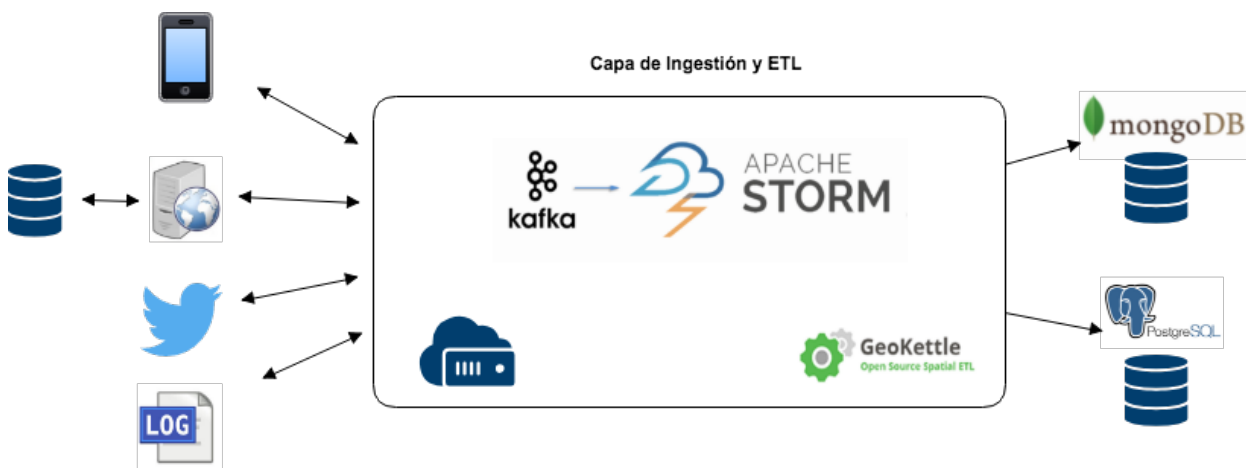 Capa de Ingestión y ETL
mongoDB
kafka
APACHE
STORM
PostgreSQL
GeoKettle
Open Source Spatial ETL
LOG